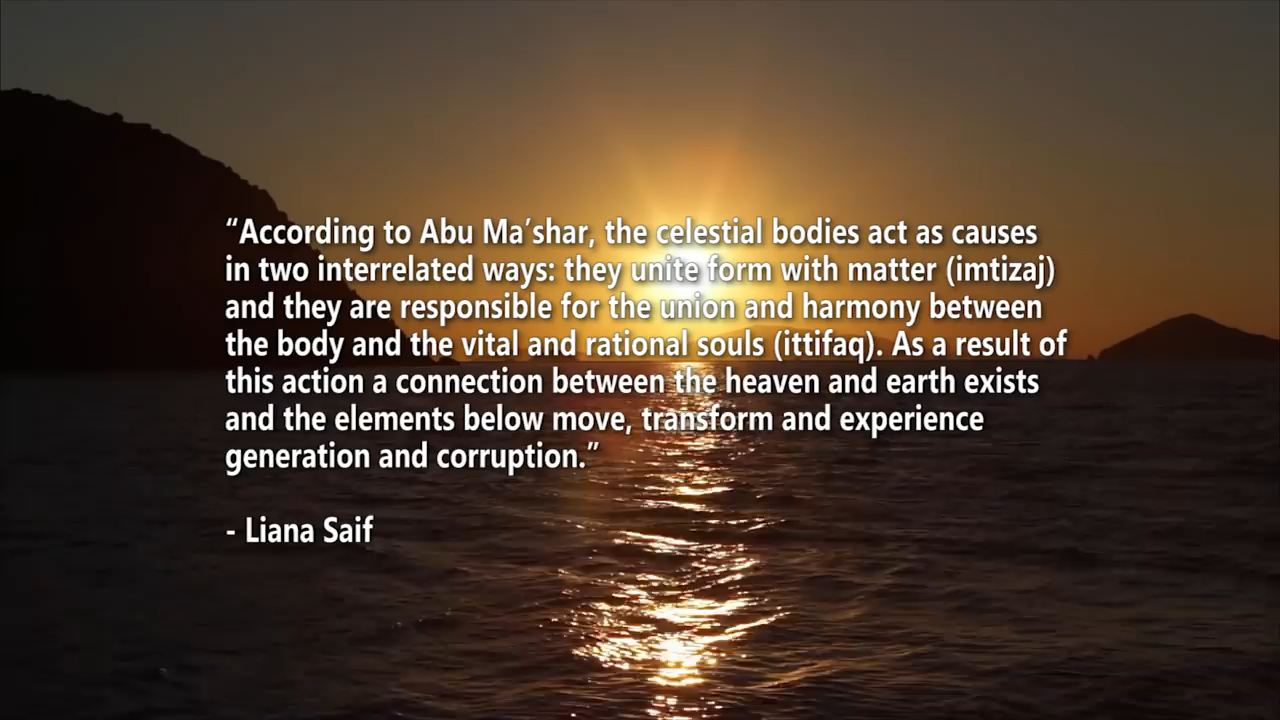 “According to Abu Ma’shar, the celestial bodies act as causes
in two interrelated ways: they unite form with matter (imtizaj)
and they are responsible for the union and harmony between
the body and the vital and rational souls (ittifaq). As a result of
this action a connection between the heaven and earth exists
and the elements below move, transform and experience
generation and corruption.”
- Liana Saif